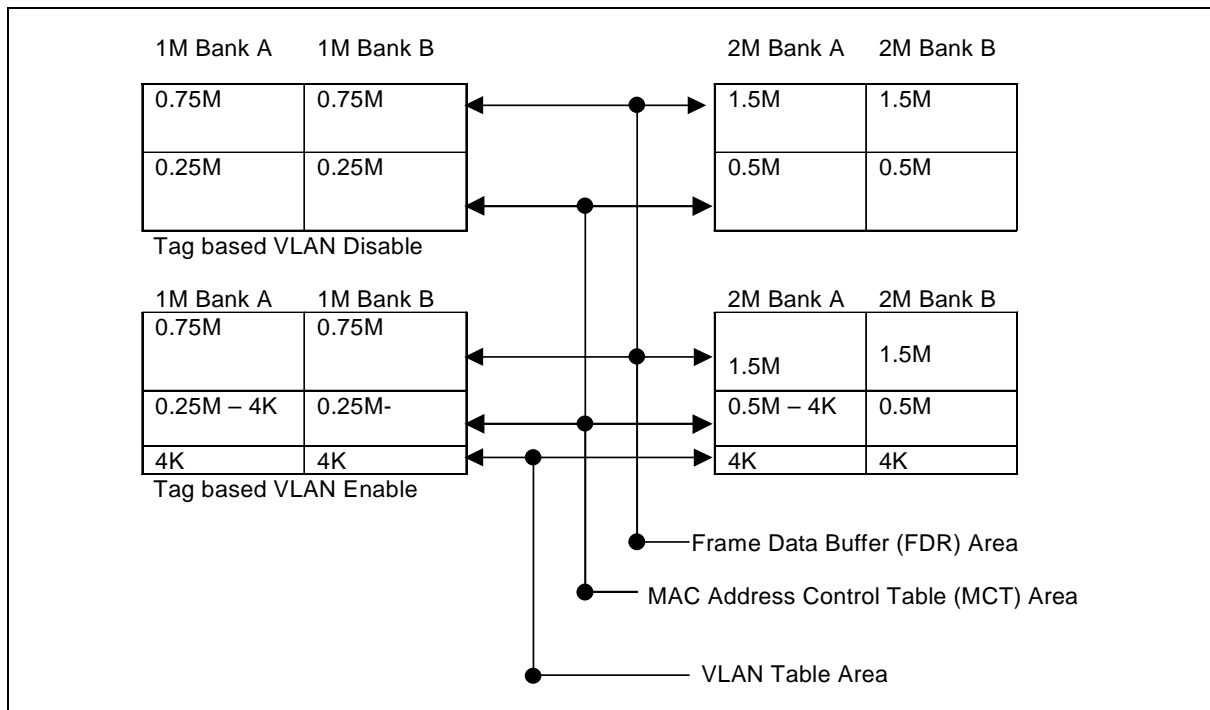 1M Bank A 1M Bank B 2M Bank A 2M Bank B
0.75M 0.75M 1.5M 1.5M
0.25M 0.25M 0.5M 0.5M
Tag based VLAN Disable
1M Bank A 1M Bank B 2M Bank A 2M Bank B
0.75M 0.75M 1.5M 1.5M
0.25M – 4K 0.25M- 0.5M – 4K 0.5M
4K 4K 4K 4K
Tag based VLAN Enable
Frame Data Buffer (FDR) Area
MAC Address Control Table (MCT) Area
VLAN Table Area